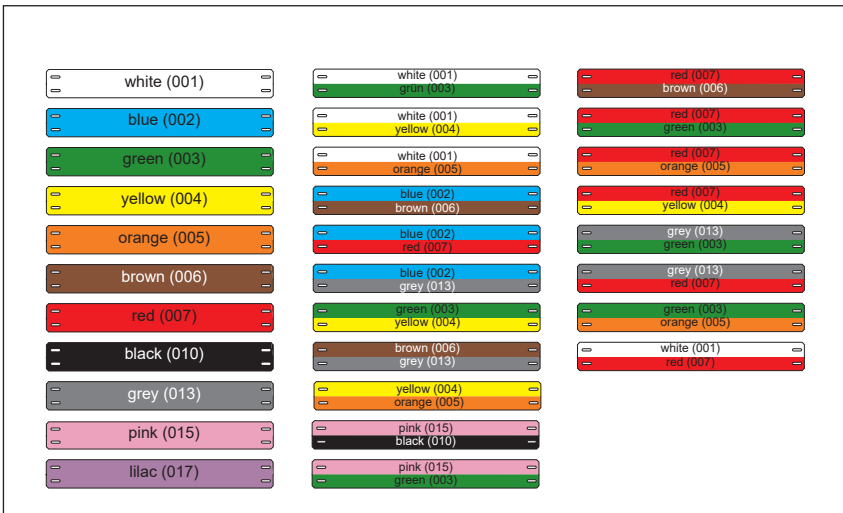 white (001)
blue (002)
green (003)
yellow (004)
orange (005)
brown (006)
red (007)
black (010)
grey (013)
pink (015)
lilac (017)
white (001)
grün (003)
white (001)
yellow (004)
white (001)
orange (005)
blue (002)
brown (006)
blue (002)
red (007)
blue (002)
grey (013)
green (003)
yellow (004)
brown (006)
grey (013)
yellow (004)
orange (005)
pink (015)
black (010)
pink (015)
green (003)
red (007)
brown (006)
red (007)
green (003)
red (007)
orange (005)
red (007)
yellow (004)
grey (013)
green (003)
grey (013)
red (007)
green (003)
orange (005)
white (001)
red (007)